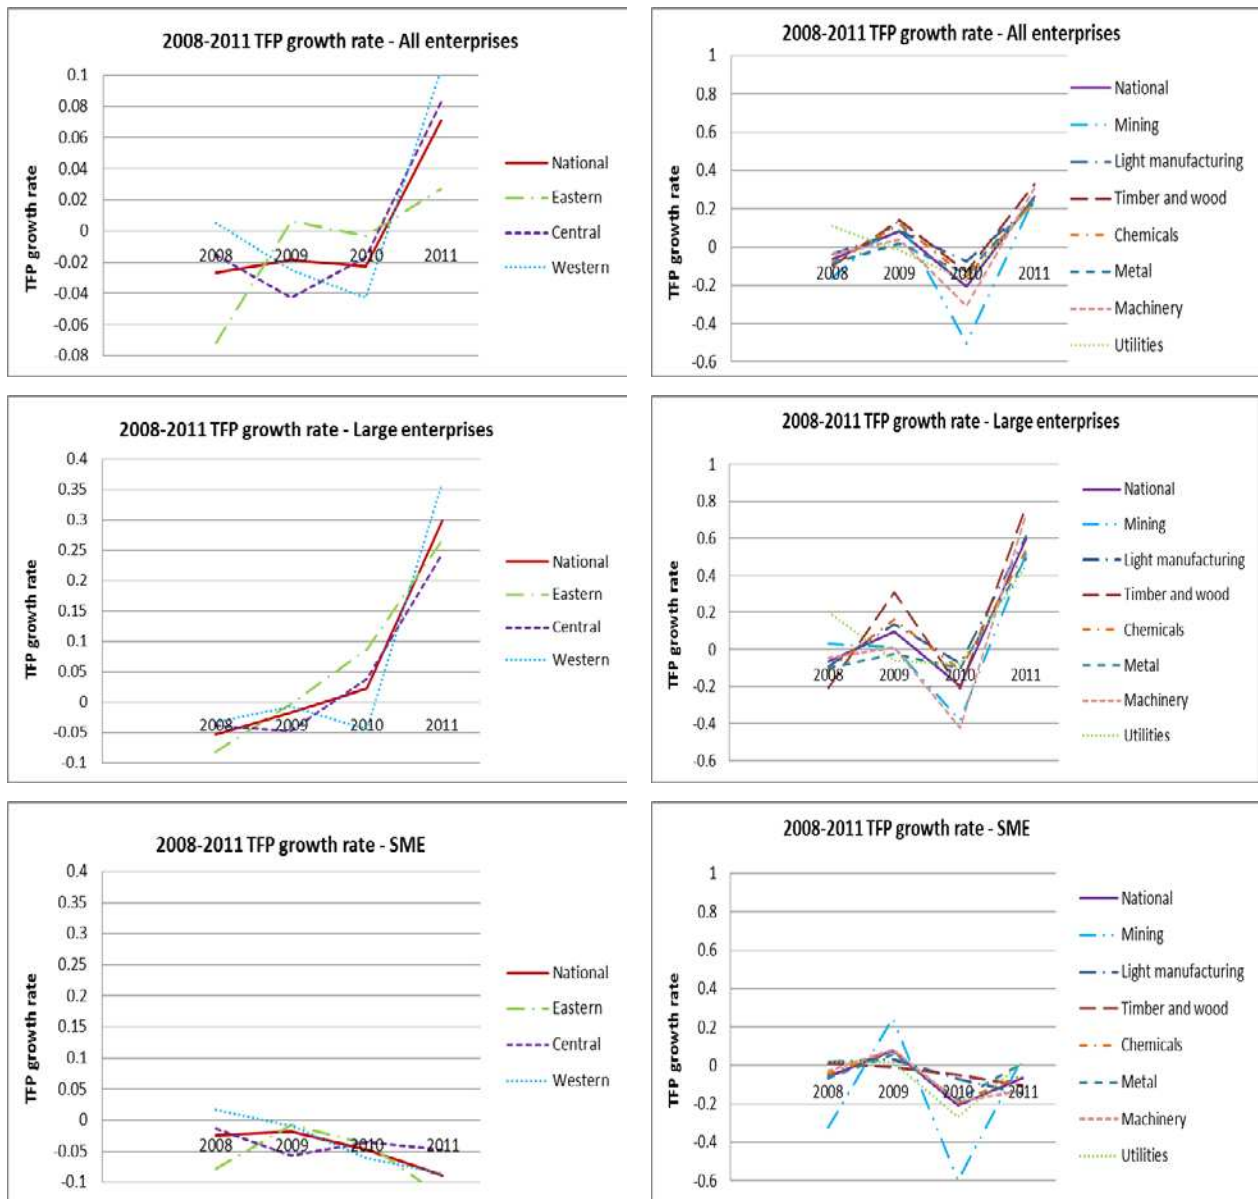 2008-2011 TFP growth rate - All enterprises
TFP growth rate
0.1
0.08
0.06
0.04
0.02
0
-0.02
-0.04
-0.06
-0.08
2008
2009
2010
2011
National
Eastern
Central
Western
2008-2011 TFP growth rate - All enterprises
TFP growth rate
1
0.8
0.6
0.4
0.2
0
-0.2
-0.4
-0.6
2008
2009
2010
2011
National
Mining
Light manufacturing
Timber and wood
Chemicals
Metal
Machinery
Utilities
2008-2011 TFP growth rate - Large enterprises
TFP growth rate
0.4
0.35
0.3
0.25
0.2
0.15
0.1
0.05
0
-0.05
-0.1
2008
2009
2010
2011
National
Eastern
Central
Western
2008-2011 TFP growth rate - Large enterprises
TFP growth rate
1
0.8
0.6
0.4
0.2
0
-0.2
-0.4
-0.6
2008
2009
2010
2011
National
Mining
Light manufacturing
Timber and wood
Chemicals
Metal
Machinery
Utilities
2008-2011 TFP growth rate - SME
TFP growth rate
0.4
0.35
0.3
0.25
0.2
0.15
0.1
0.05
0
-0.05
-0.1
2008
2009
2010
2011
National
Eastern
Central
Western
2008-2011 TFP growth rate - SME
TFP growth rate
1
0.8
0.6
0.4
0.2
0
-0.2
-0.4
-0.6
2008
2009
2010
2011
National
Mining
Light manufacturing
Timber and wood
Chemicals
Metal
Machinery
Utilities